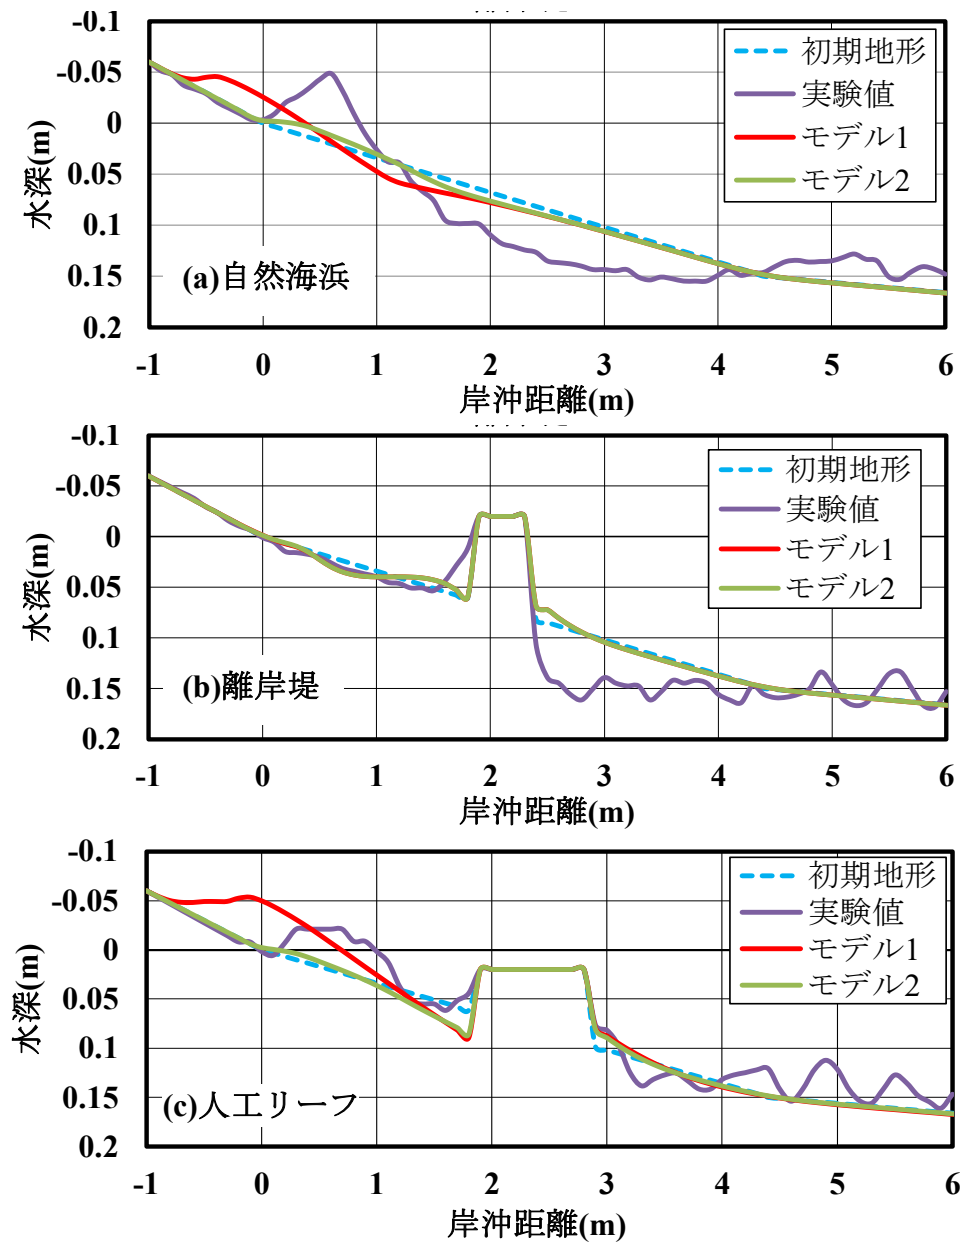 -0.1
-0.05
0
0.05
0.1
0.15
0.2
水深(m)
初期地形
実験値
モデル1
モデル2
(a)自然海浜
-1 0 1 2 3 4 5 6
岸沖距離(m)
-0.1
-0.05
0
0.05
0.1
0.15
0.2
水深(m)
初期地形
実験値
モデル1
モデル2
(b)離岸堤
-1 0 1 2 3 4 5 6
岸沖距離(m)
-0.1
-0.05
0
0.05
0.1
0.15
0.2
水深(m)
初期地形
実験値
モデル1
モデル2
(c)人工リーフ
-1 0 1 2 3 4 5 6
岸沖距離(m)